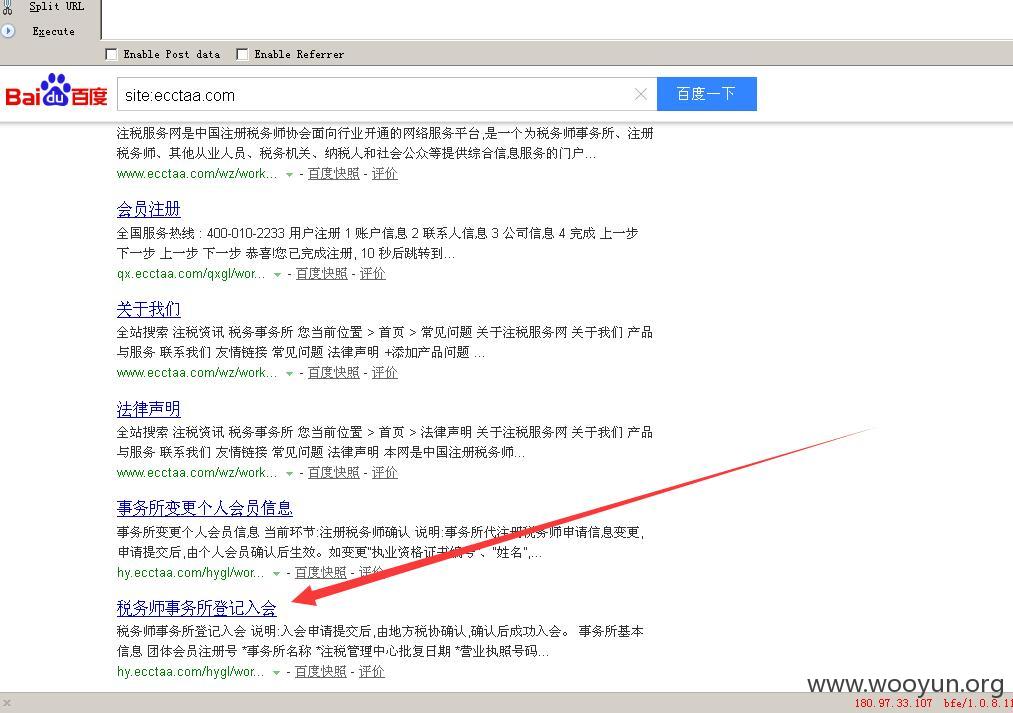 Split URL
Execute
Enable Post data Enable Referrer
Bai du 百度 site:ecctaa.com 百度一下
注税服务网是中国注册税务师协会面向行业开通的网络服务平台,是一个为税务师事务所、注册
税务师、其他从业人员、税务机关、纳税人和社会公众等提供综合信息服务的门户...
www.ecctaa.com/wz/work... - 百度快照 - 评价
会员注册
全国服务热线 : 400-010-2233 用户注册 1 账户信息 2 联系人信息 3 公司信息 4 完成 上一步
下一步 上一步 下一步 恭喜!您已完成注册, 10 秒后跳转到...
qx.ecctaa.com/qxgl/wor... - 百度快照 - 评价
关于我们
全站搜索 注税资讯 税务事务所 您当前位置 > 首页 > 常见问题 关于注税服务网 关于我们 产品
与服务 联系我们 友情链接 常见问题 法律声明 +添加产品问题 ...
www.ecctaa.com/wz/work... - 百度快照 - 评价
法律声明
全站搜索 注税资讯 税务事务所 您当前位置 > 首页 > 法律声明 关于注税服务网 关于我们 产品
与服务 联系我们 友情链接 常见问题 法律声明 本网是中国注册税务师...
www.ecctaa.com/wz/work... - 百度快照 - 评价
事务所变更个人会员信息
事务所变更个人会员信息 当前环节:注册税务师确认 说明:事务所代注册税务师申请信息变更,
申请提交后,由个人会员确认后生效。如变更"执业资格证书编号"、"姓名",...
hy.ecctaa.com/hygl/wor... - 百度快照 - 评价
税务师事务所登记入会
税务师事务所登记入会 说明:入会申请提交后,由地方税协确认,确认后成功入会。 事务所基本
信息 团体会员注册号 *事务所名称 *注税管理中心批复日期 *营业执照号码...
hy.ecctaa.com/hygl/wor... - 百度快照 - 评价
www.wooyun.org
180.97.33.107 bfe/1.0.8.11